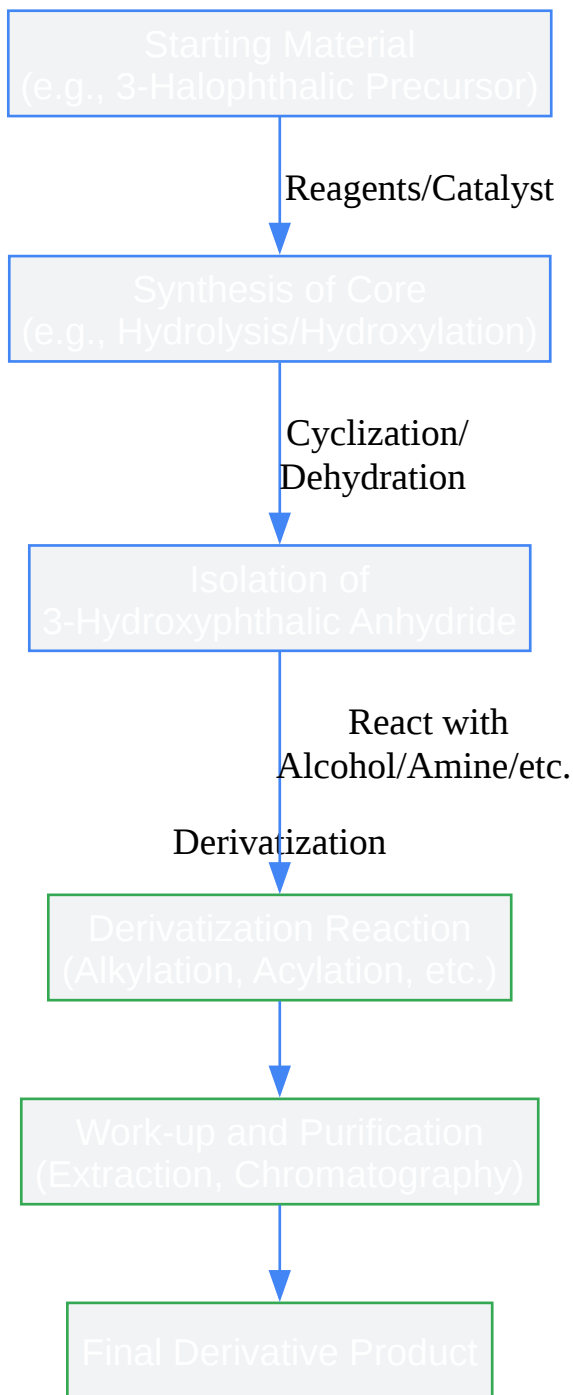 Starting Material
(e.g., 3-Halophthalic Precursor)
Reagents/Catalyst
Synthesis of Core
(e.g., Hydrolysis/Hydroxylation)
Cyclization/
Dehydration
Isolation of
3-Hydroxyphthalic Anhydride
React with
Alcohol/Amine/etc.
Derivatization
Derivatization Reaction
(Alkylation, Acylation, etc.)
Work-up and Purification
(Extraction, Chromatography)
Final Derivative Product